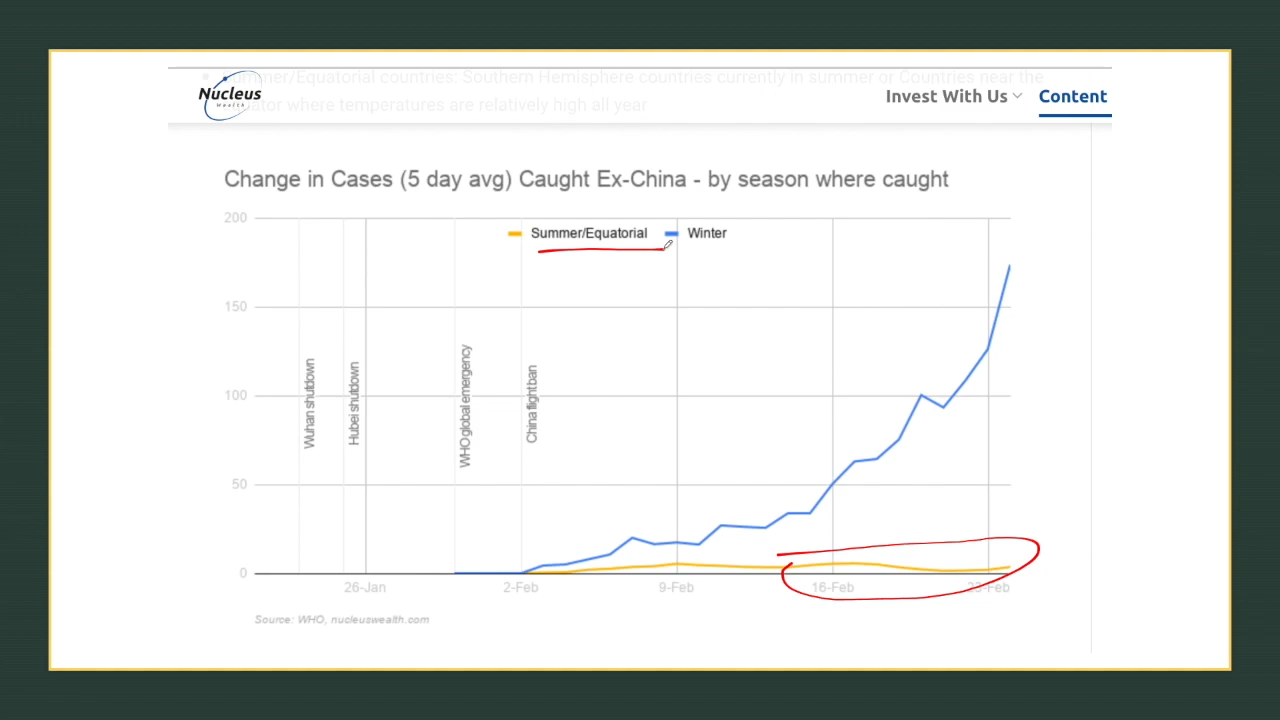 Summer/Equatorial countries: Southern Hemisphere countries currently in summer or Countries near the
equator where temperatures are relatively high all year
Nucleus
Wealth
Invest With Us
Content
Change in Cases (5 day avg) Caught Ex-China - by season where caught
200
Summer/Equatorial
Winter
150
100
50
0
Wuhan shutdown
Hubei shutdown
WHO global emergency
China flight ban
26-Jan
2-Feb
9-Feb
16-Feb
23-Feb
Source: WHO, nucleuswealth.com